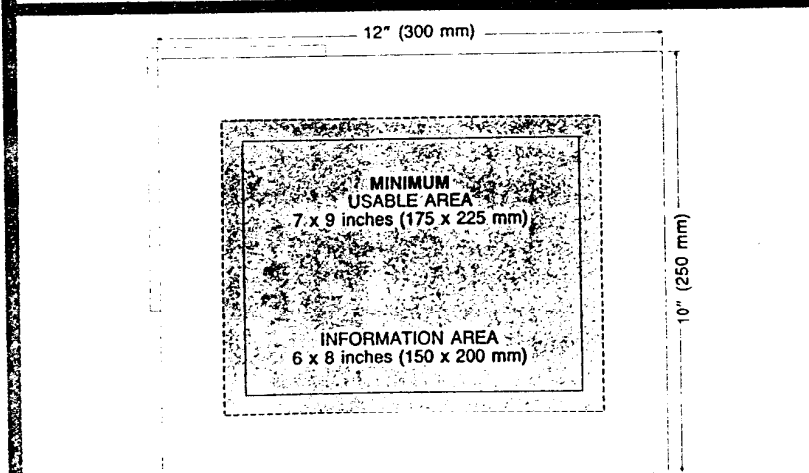 12" (300 mm)
MINIMUM
USABLE AREA
7 x 9 inches (175 x 225 mm)
10" (250 mm)
INFORMATION AREA
6 x 8 inches (150 x 200 mm)